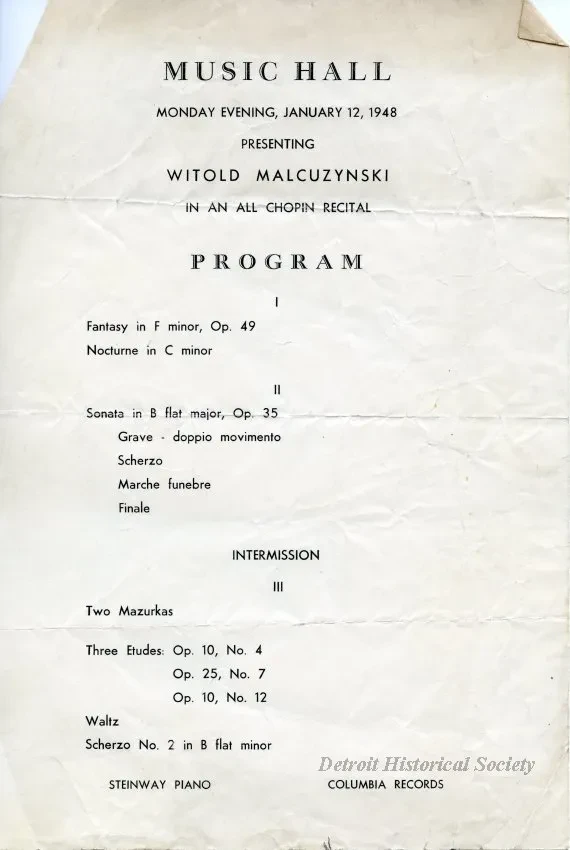 MUSIC HALL
MONDAY EVENING, JANUARY 12, 1948
PRESENTING
WITOLD MALCUZYNSKI
IN AN ALL CHOPIN RECITAL
PROGRAM
I
Fantasy in F minor, Op. 49
Nocturne in C minor
II
Sonata in B flat major, Op. 35
Grave - doppio movimento
Scherzo
Marche funebre
Finale
INTERMISSION
III
Two Mazurkas
Three Etudes: Op. 10, No. 4
Op. 25, No. 7
Op. 10, No. 12
Waltz
Scherzo No. 2 in B flat minor
Detroit Historical Society
STEINWAY PIANO COLUMBIA RECORDS